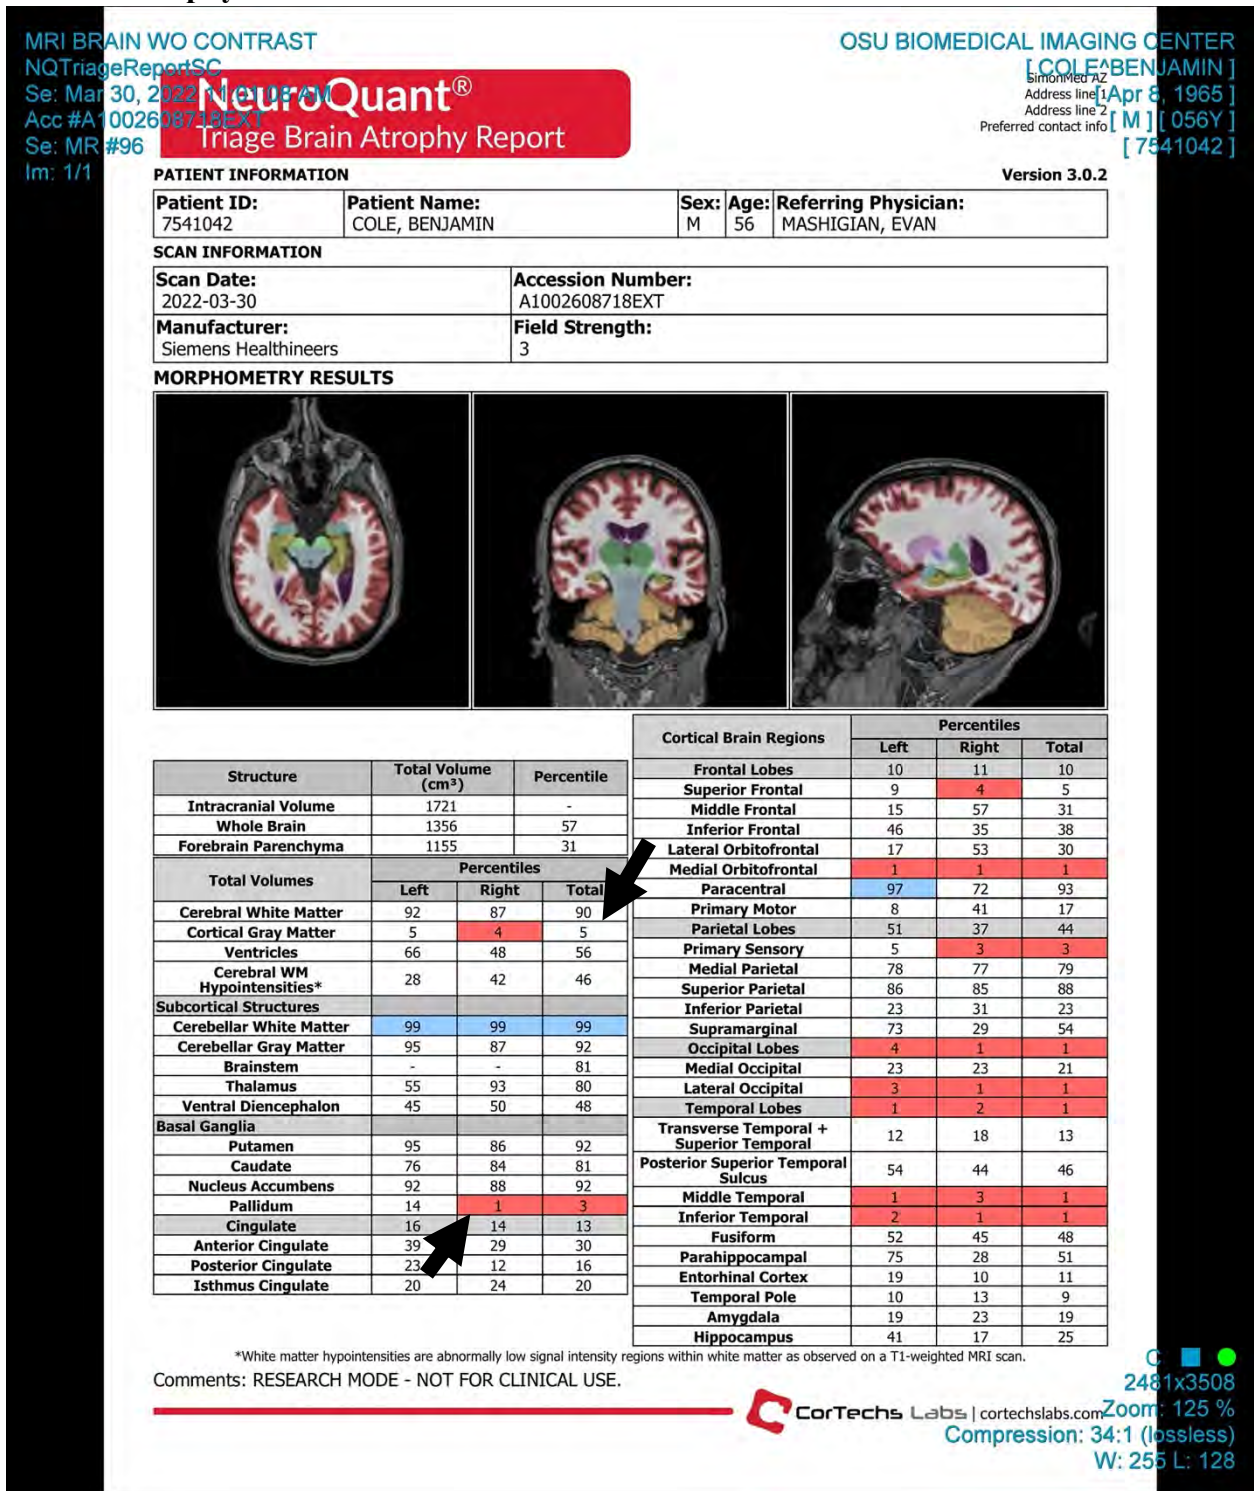 MRI BRAIN WO CONTRAST
NQTriageReportSC
Se: Mar 30, 2022 11:01:08 AM
Acc #A1002608718EXT
Se: MR #96
Im: 1/1
OSU BIOMEDICAL IMAGING CENTER
[ COLE^BENJAMIN ]
[ Apr 8, 1965 ]
[ M ] [ 056Y ]
[ 7541042 ]
NeuroQuant®
Triage Brain Atrophy Report
SimonMed AZ
Address line 1
Address line 2
Preferred contact info
PATIENT INFORMATION Version 3.0.2
Patient ID: Patient Name: Sex: Age: Referring Physician:
7541042 COLE, BENJAMIN M 56 MASHIGIAN, EVAN
SCAN INFORMATION
Scan Date: Accession Number:
2022-03-30 A1002608718EXT
Manufacturer: Field Strength:
Siemens Healthineers 3
MORPHOMETRY RESULTS
Structure Total Volume (cm³) Percentile
Intracranial Volume 1721 -
Whole Brain 1356 57
Forebrain Parenchyma 1155 31
Total Volumes Percentiles
Left Right Total
Cerebral White Matter 92 87 90
Cortical Gray Matter 5 4 5
Ventricles 66 48 56
Cerebral WM
Hypointensities* 28 42 46
Subcortical Structures
Cerebellar White Matter 99 99 99
Cerebellar Gray Matter 95 87 92
Brainstem - - 81
Thalamus 55 93 80
Ventral Diencephalon 45 50 48
Basal Ganglia
Putamen 95 86 92
Caudate 76 84 81
Nucleus Accumbens 92 88 92
Pallidum 14 1 3
Cingulate 16 14 13
Anterior Cingulate 39 29 30
Posterior Cingulate 23 12 16
Isthmus Cingulate 20 24 20
Cortical Brain Regions Percentiles
Left Right Total
Frontal Lobes 10 11 10
Superior Frontal 9 4 5
Middle Frontal 15 57 31
Inferior Frontal 46 35 38
Lateral Orbitofrontal 17 53 30
Medial Orbitofrontal 1 1 1
Paracentral 97 72 93
Primary Motor 8 41 17
Parietal Lobes 51 37 44
Primary Sensory 5 3 3
Medial Parietal 78 77 79
Superior Parietal 86 85 88
Inferior Parietal 23 31 23
Supramarginal 73 29 54
Occipital Lobes 4 1 1
Medial Occipital 23 23 21
Lateral Occipital 3 1 1
Temporal Lobes 1 2 1
Transverse Temporal +
Superior Temporal 12 18 13
Posterior Superior Temporal
Sulcus 54 44 46
Middle Temporal 1 3 1
Inferior Temporal 2 1 1
Fusiform 52 45 48
Parahippocampal 75 28 51
Entorhinal Cortex 19 10 11
Temporal Pole 10 13 9
Amygdala 19 23 19
Hippocampus 41 17 25
*White matter hypointensities are abnormally low signal intensity regions within white matter as observed on a T1-weighted MRI scan.
Comments: RESEARCH MODE - NOT FOR CLINICAL USE.
CorTechs Labs | cortechslabs.com
C
2481x3508
Zoom: 125 %
Compression: 34:1 (lossless)
W: 255 L: 128